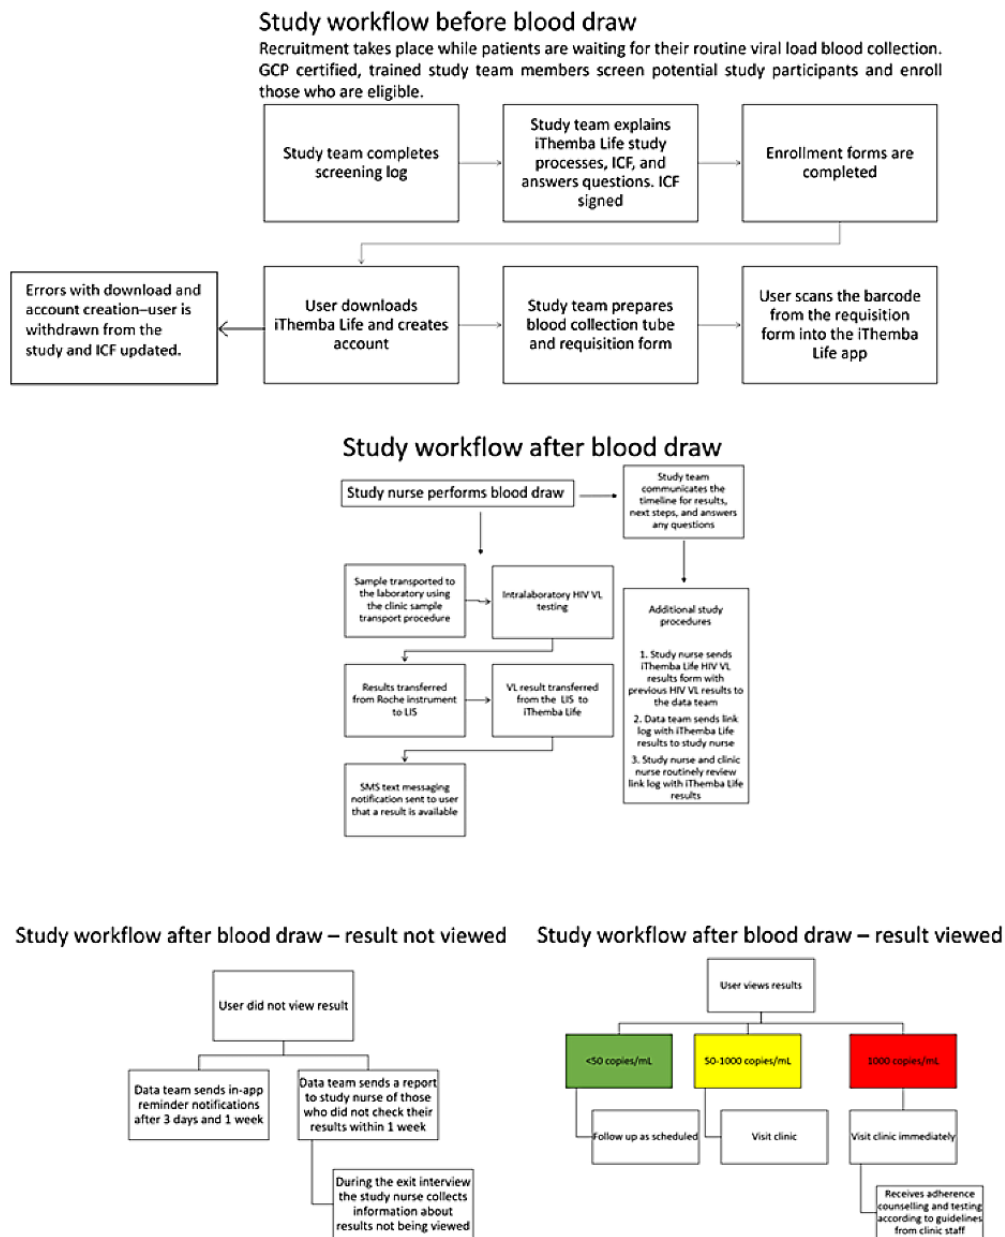 Study workflow before blood draw
Recruitment takes place while patients are waiting for their routine viral load blood collection.
GCP certified, trained study team members screen potential study participants and enroll
those who are eligible.
Study team completes
screening log
Study team explains
iThemba Life study
processes, ICF, and
answers questions. ICF
signed
Enrollment forms are
completed
Errors with download and
account creation–user is
withdrawn from the
study and ICF updated.
User downloads
iThemba Life and creates
account
Study team prepares
blood collection tube
and requisition form
User scans the barcode
from the requisition
form into the iThemba
Life app
Study workflow after blood draw
Study nurse performs blood draw
Study team
communicates the
timeline for results,
next steps, and answers
any questions
Sample transported to
the laboratory using
the clinic sample
transport procedure
Intralaboratory HIV VL
testing
Results transferred
from Roche instrument
to LIS
VL result transferred
from the LIS to
iThemba Life
SMS text messaging
notification sent to user
that a result is available
Additional study
procedures
1. Study nurse sends
iThemba Life HIV VL
results form with
previous HIV VL results to
the data team
2. Data team sends link
log with iThemba Life
results to study nurse
3. Study nurse and clinic
nurse routinely review
link log with iThemba Life
results
Study workflow after blood draw – result not viewed
User did not view result
Data team sends in-app
reminder notifications
after 3 days and 1 week
Data team sends a report
to study nurse of those
who did not check their
results within 1 week
During the exit interview
the study nurse collects
information about
results not being viewed
Study workflow after blood draw – result viewed
User views results
<50 copies/mL
50-1000 copies/mL
1000 copies/mL
Follow up as scheduled
Visit clinic
Visit clinic immediately
Receives adherence
counselling and testing
according to guidelines
from clinic staff